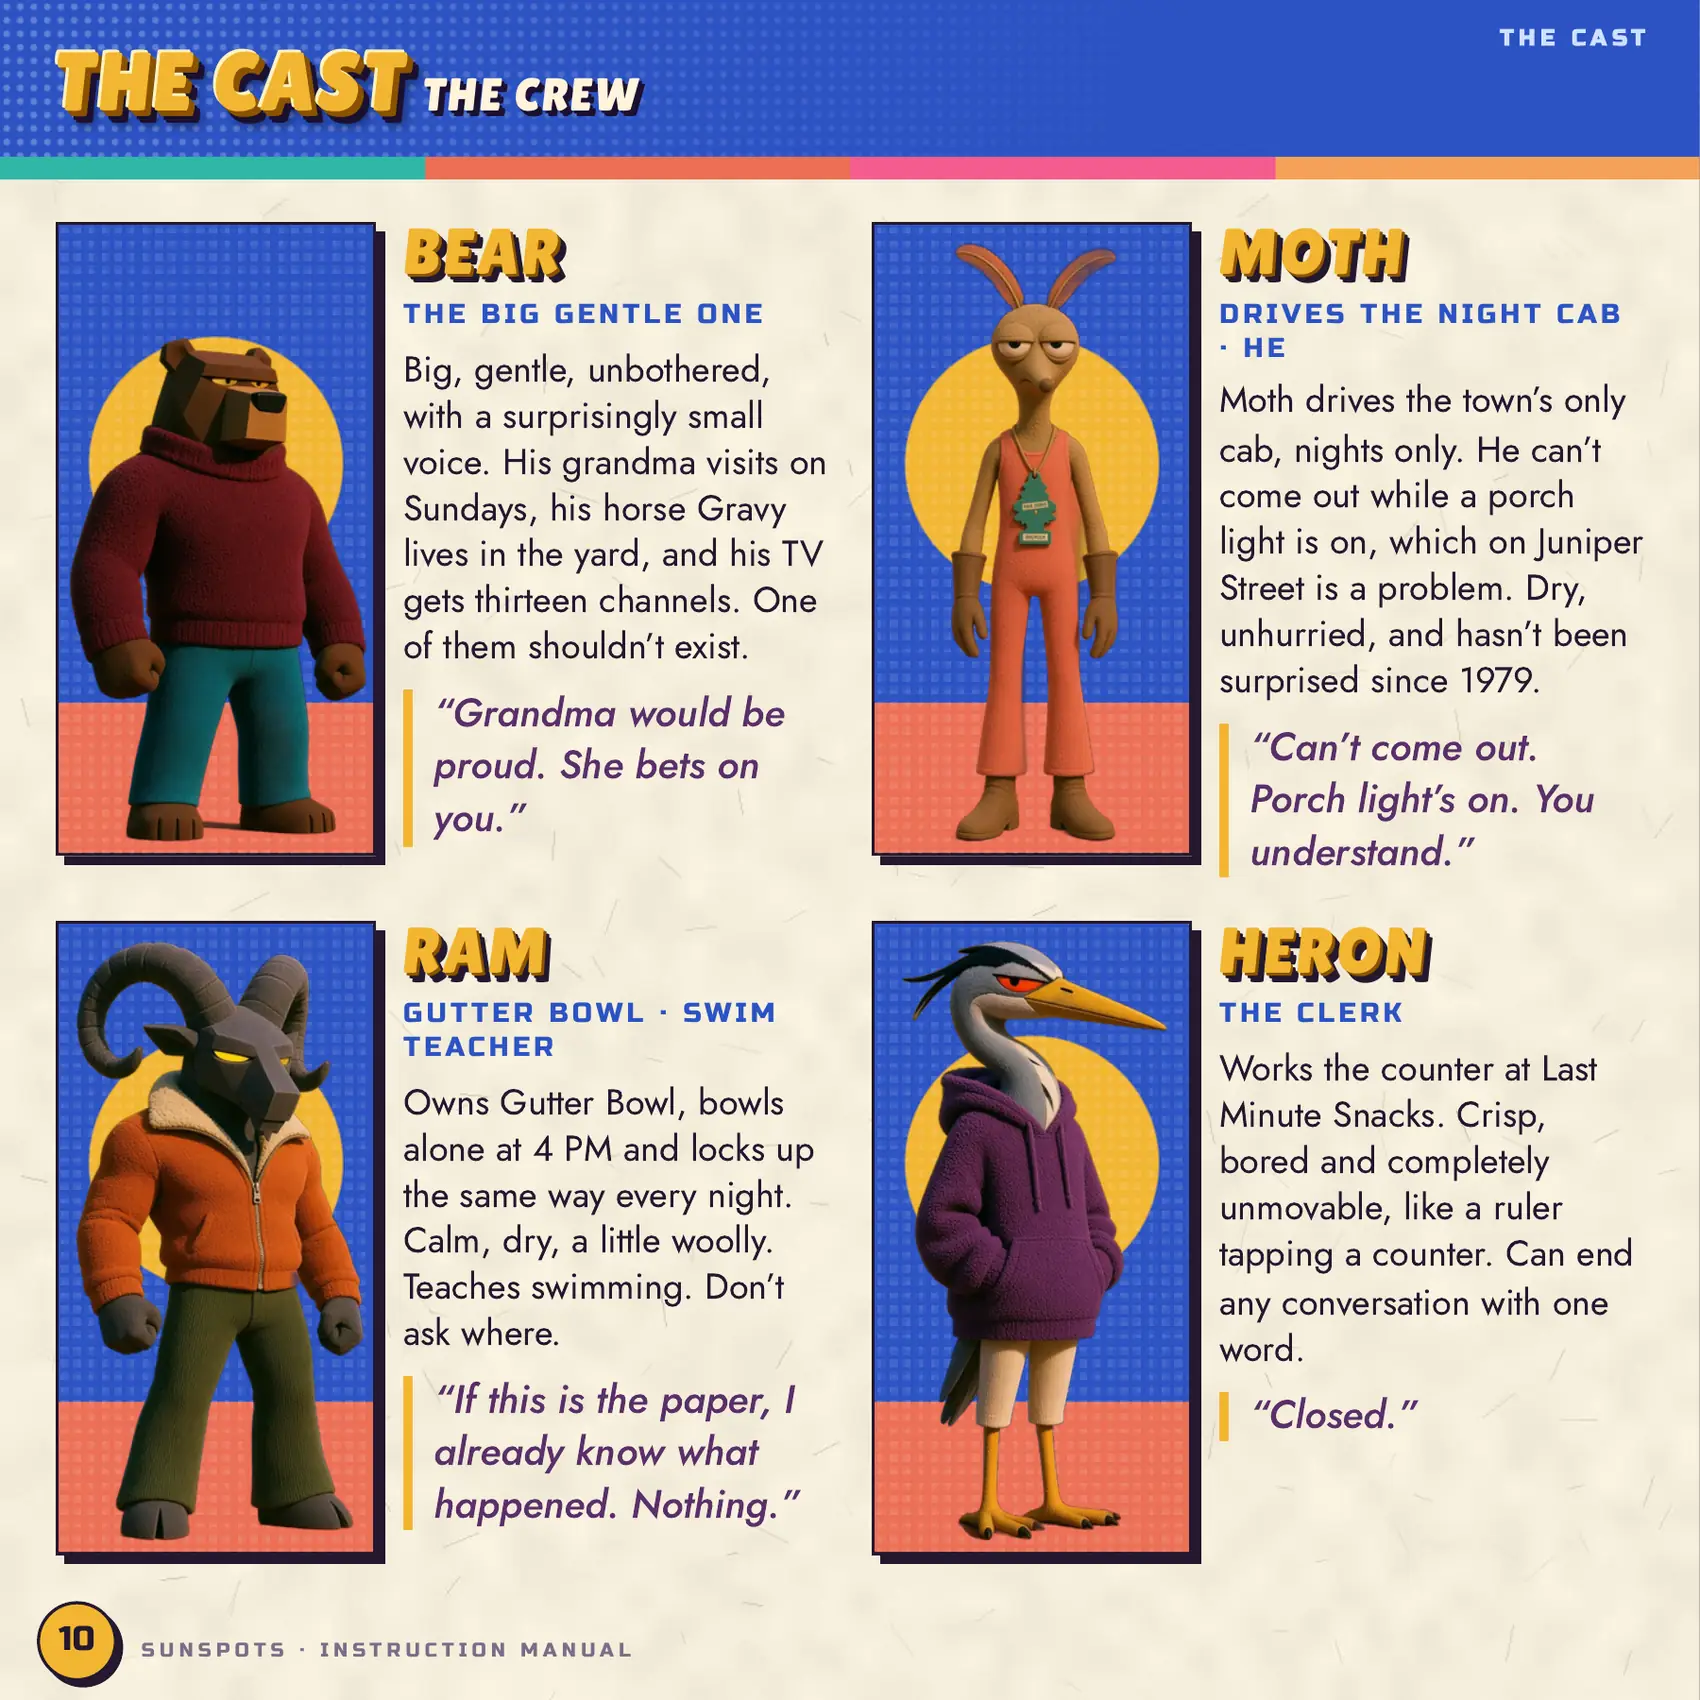 THE CAST THE CREW
THE CAST
BEAR
THE BIG GENTLE ONE
Big, gentle, unbothered,
with a surprisingly small
voice. His grandma visits on
Sundays, his horse Gravy
lives in the yard, and his TV
gets thirteen channels. One
of them shouldn’t exist.
“Grandma would be
proud. She bets on
you.”
MOTH
DRIVES THE NIGHT CAB
· HE
Moth drives the town’s only
cab, nights only. He can’t
come out while a porch
light is on, which on Juniper
Street is a problem. Dry,
unhurried, and hasn’t been
surprised since 1979.
“Can’t come out.
Porch light’s on. You
understand.”
RAM
GUTTER BOWL · SWIM
TEACHER
Owns Gutter Bowl, bowls
alone at 4 PM and locks up
the same way every night.
Calm, dry, a little woolly.
Teaches swimming. Don’t
ask where.
“If this is the paper, I
already know what
happened. Nothing.”
HERON
THE CLERK
Works the counter at Last
Minute Snacks. Crisp,
bored and completely
unmovable, like a ruler
tapping a counter. Can end
any conversation with one
word.
“Closed.”
10
SUNSPOTS · INSTRUCTION MANUAL